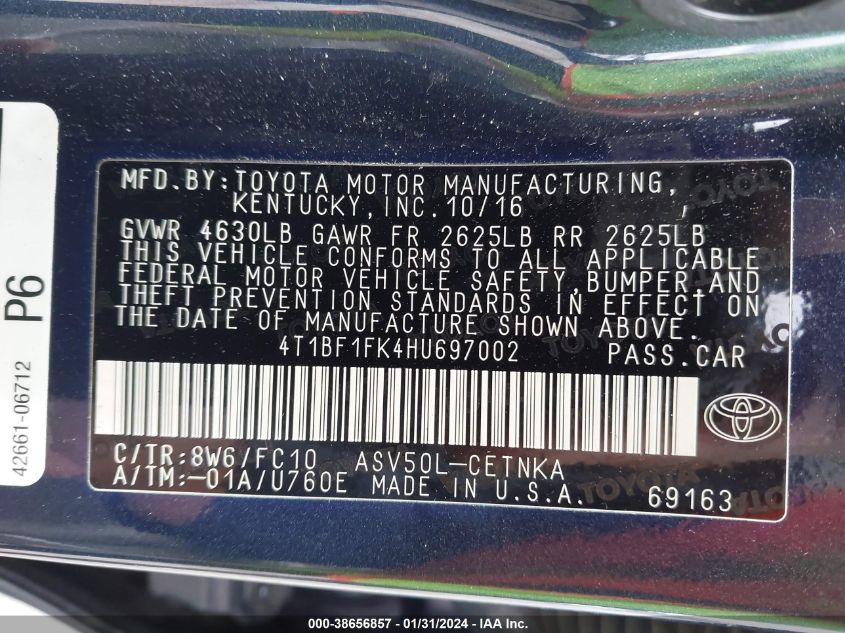 MFD.BY:TOYOTA MOTOR MANUFACTURING,
KENTUCKY, INC. 10/16 ,
GVWR 4630LB GAWR FR 2625LB RR 2625LB
THIS VEHICLE CONFORMS TO ALL APPLICABLE
FEDERAL MOTOR VEHICLE SAFETY, BUMPER, AND
THEFT PREVENTION STANDARDS IN EFFECT ON
THE DATE OF MANUFACTURE SHOWN ABOVE.
4T1BF1FK4HU697002 PASS.CAR
C/TR:8W6/FC10 ASV50L-CETNKA
A/TM:-01A/U760E MADE IN U.S.A. 69163
P6
42661-06712
000-38656857 - 01/31/2024 - IAA Inc.